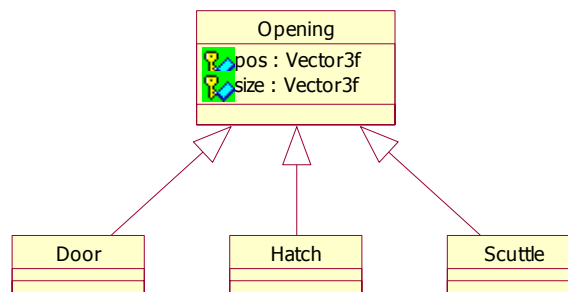 Opening
pos : Vector3f
size : Vector3f
Door
Hatch
Scuttle